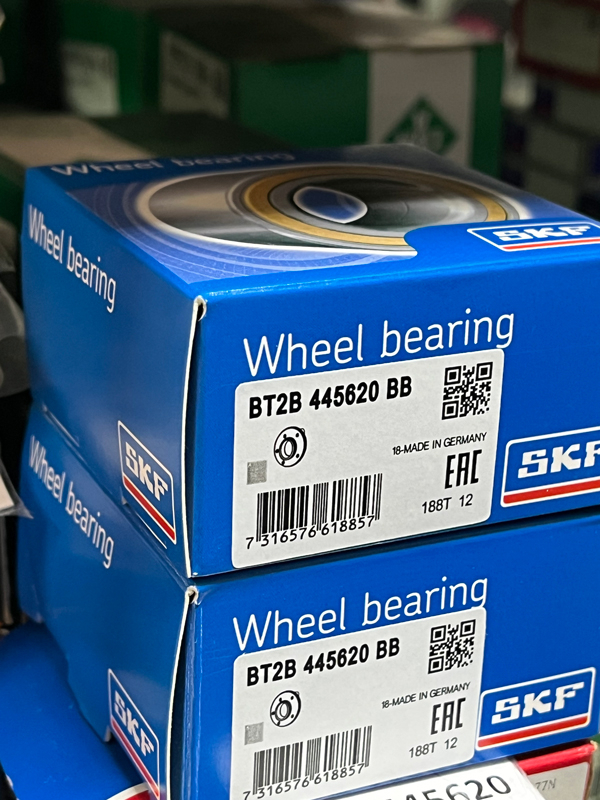 Wheel bearing
SKF
Wheel bearing
Wheel bearing
BT2B 445620 BB
18-MADE IN GERMANY
EAC
188T 12
7 316576 618857
SKF
SKF
Wheel bearing
Wheel bearing
BT2B 445620 BB
18-MADE IN GERMANY
EAC
188T 12
7 316576 618857
SKF
SKF
445620
77N